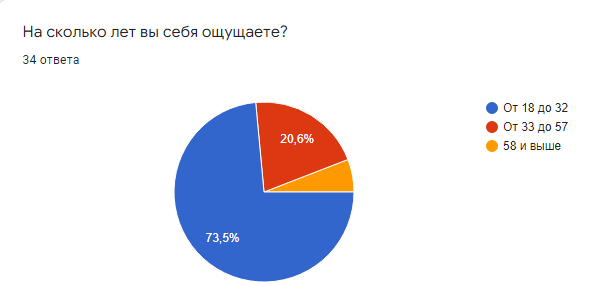 На сколько лет вы себя ощущаете?
34 ответа
От 18 до 32
От 33 до 57
58 и выше
20,6%
73,5%